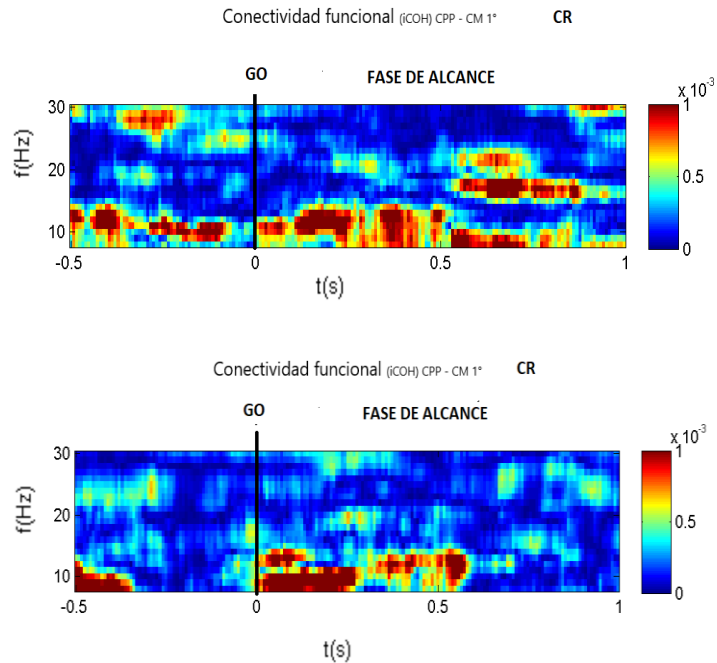 Conectividad funcional (iCOH) CPP - CM 1° CR
GO FASE DE ALCANCE
x 10⁻³
30
20
10
f(Hz)
1
0.5
0
-0.5 0 0.5 1
t(s)
Conectividad funcional (iCOH) CPP - CM 1° CR
GO FASE DE ALCANCE
x 10⁻³
30
20
10
f(Hz)
1
0.5
0
-0.5 0 0.5 1
t(s)